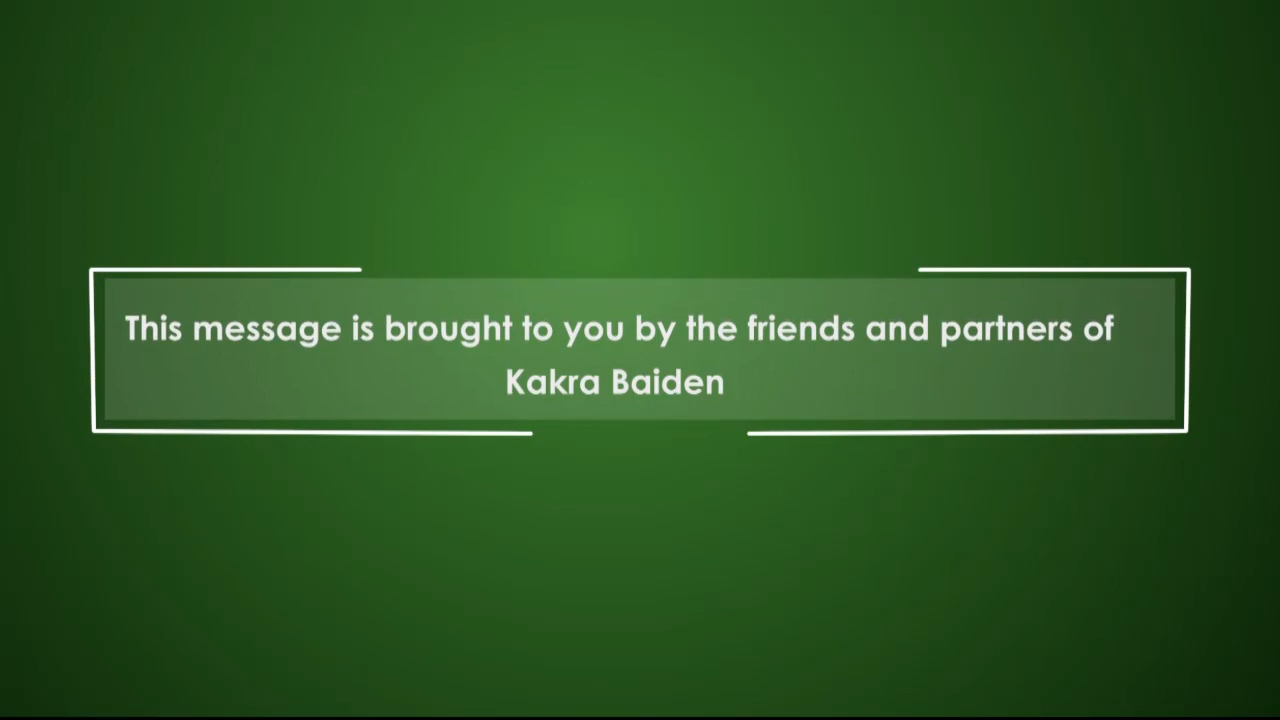 This message is brought to you by the friends and partners of
Kakra Baiden